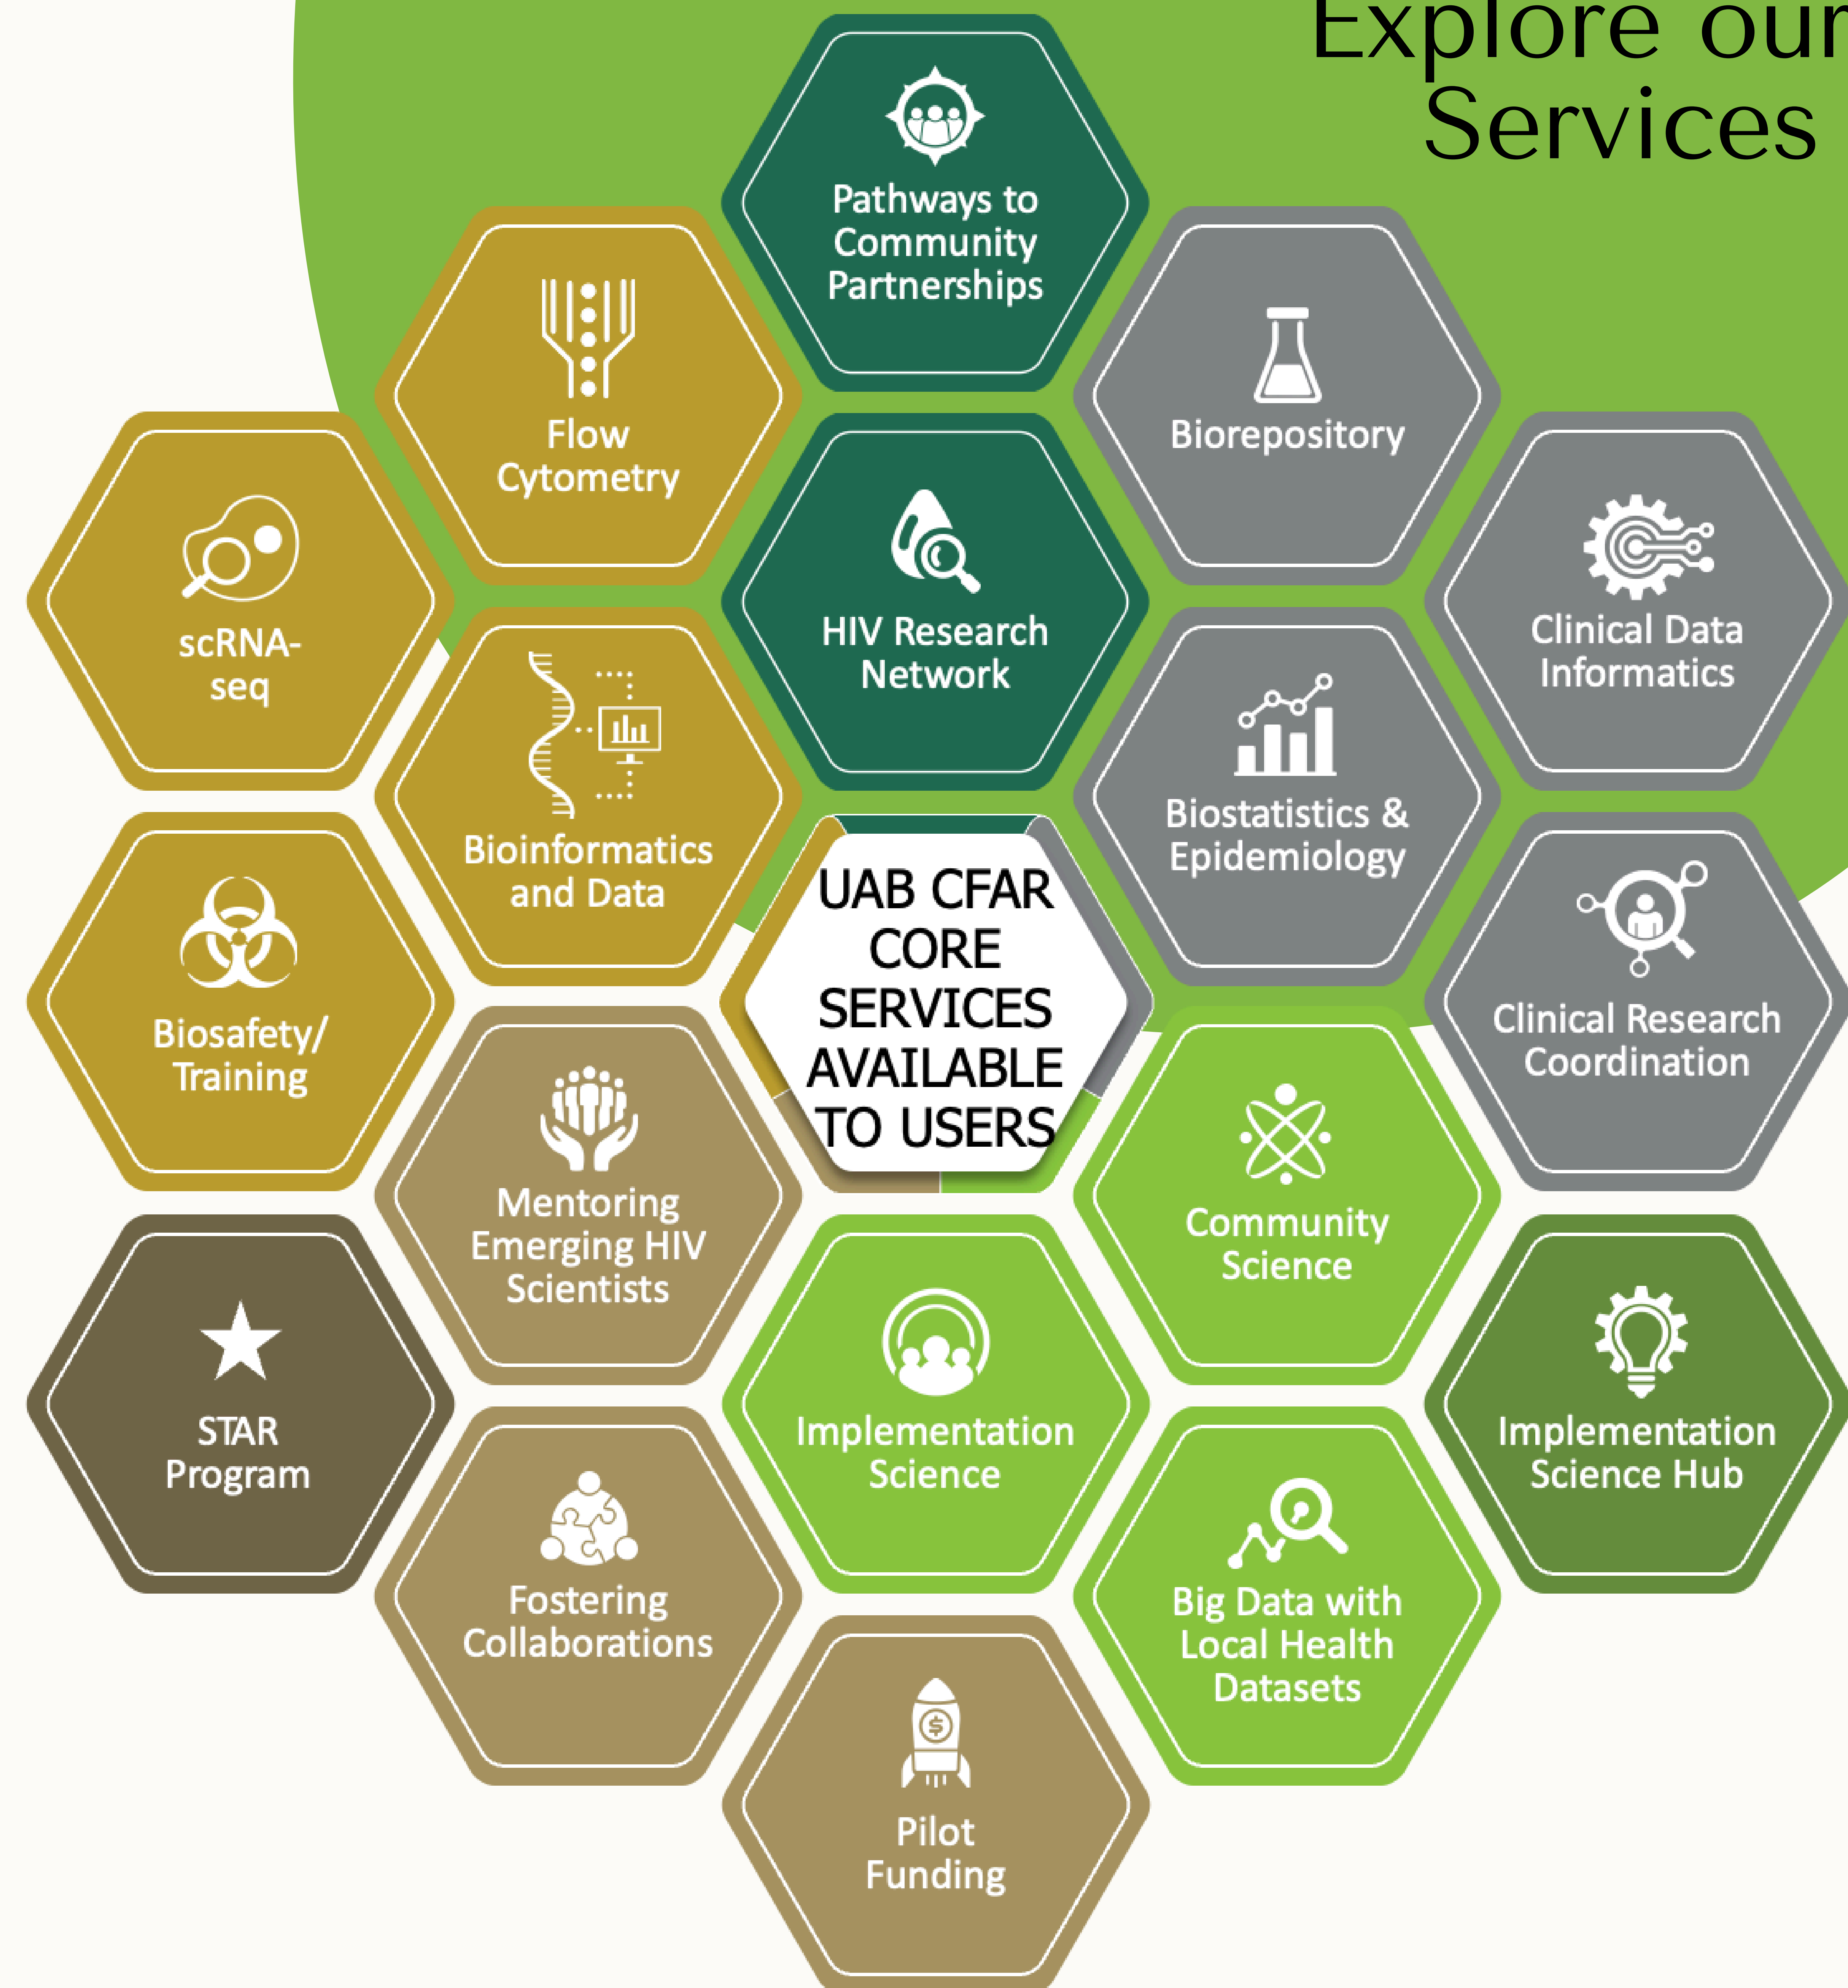 Explore our
Services
Pathways to
Community
Partnerships
Flow
Cytometry
Biorepository
scRNA-
seq
HIV Research
Network
Clinical Data
Informatics
Bioinformatics
and Data
Biostatistics &
Epidemiology
Biosafety/
Training
UAB CFAR
CORE
SERVICES
AVAILABLE
TO USERS
Clinical Research
Coordination
Mentoring
Emerging HIV
Scientists
Community
Science
STAR
Program
Implementation
Science
Implementation
Science Hub
Fostering
Collaborations
Big Data with
Local Health
Datasets
$
Pilot
Funding